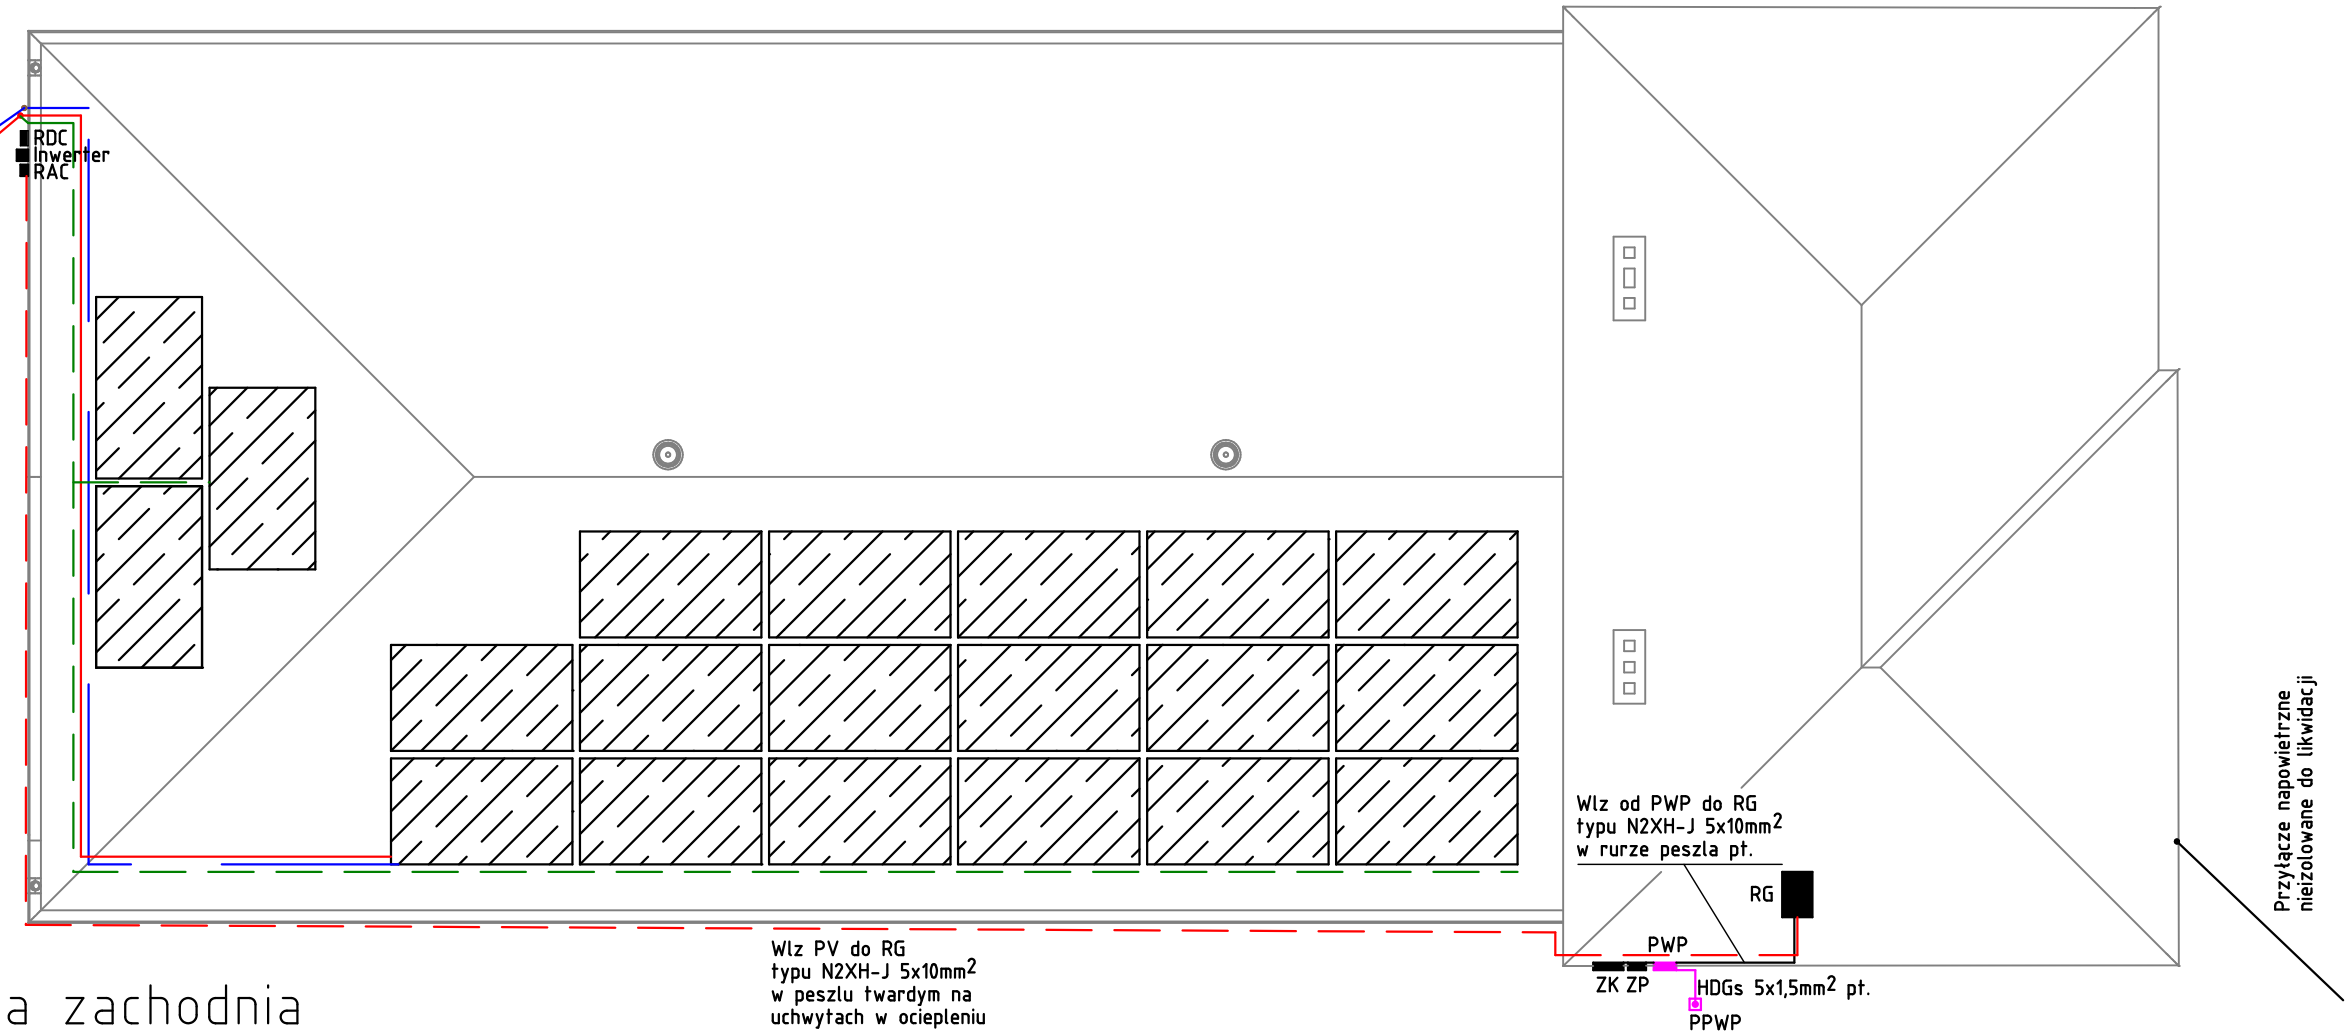 RDC
Inwerter
RAC
Wlz od PWP do RG
typu N2XH-J 5x10mm²
w rurze peszla pt.
RG
PWP
ZK ZP
HDGs 5x1,5mm² pt.
PPWP
Wlz PV do RG
typu N2XH-J 5x10mm²
w peszlu twardym na
uchwytach w ociepleniu
a zachodnia
Przyłącze napowietrzne
nieizolowane do likwidacji